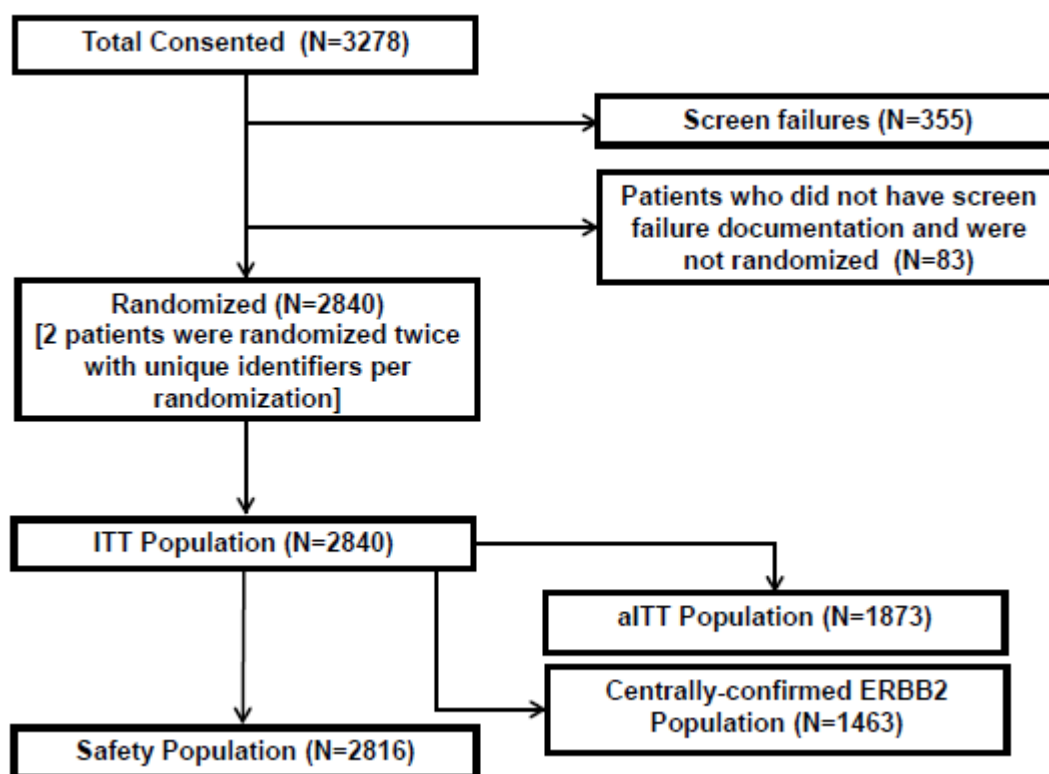 Total Consented (N=3278)
Screen failures (N=355)
Patients who did not have screen
failure documentation and were
not randomized (N=83)
Randomized (N=2840)
[2 patients were randomized twice
with unique identifiers per
randomization]
ITT Population (N=2840)
aITT Population (N=1873)
Centrally-confirmed ERBB2
Population (N=1463)
Safety Population (N=2816)